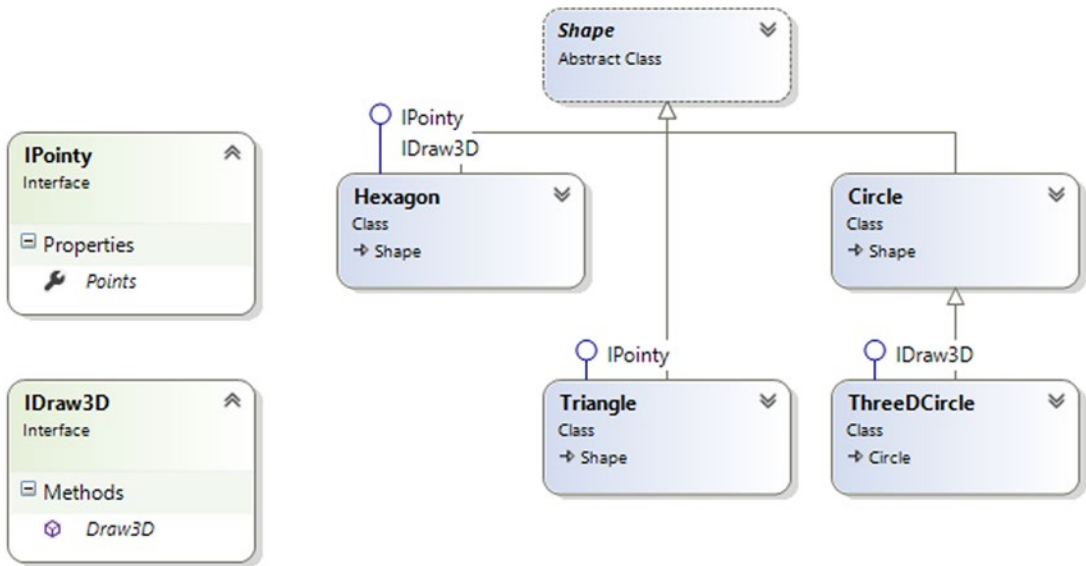 Shape
Abstract Class
IPointy
IDraw3D
IPointy
Interface
Properties
Points
Hexagon
Class
Shape
Circle
Class
Shape
IPointy
IDraw3D
IDraw3D
Interface
Methods
Draw3D
Triangle
Class
Shape
ThreeDCircle
Class
Circle